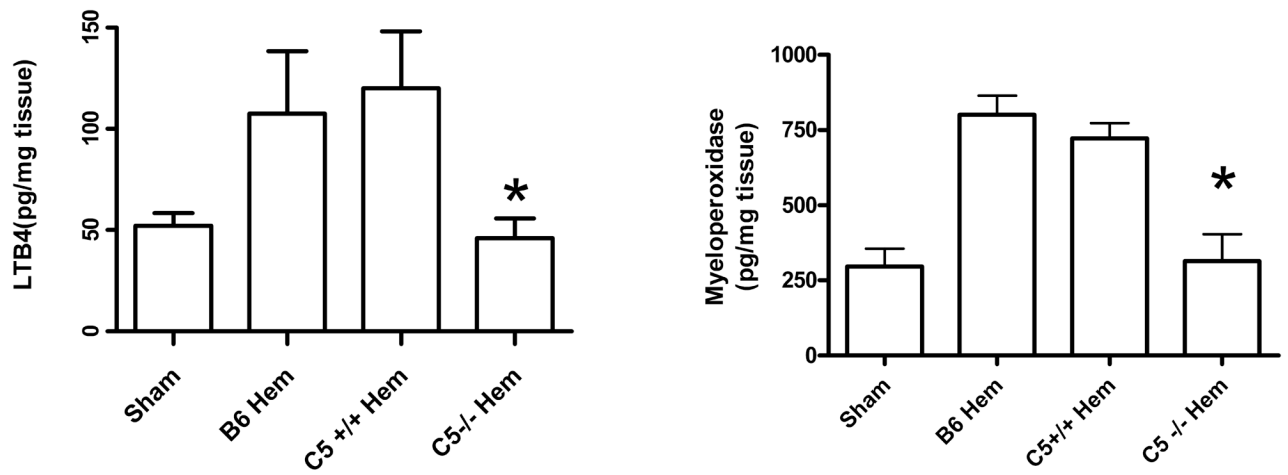 LTB4(pg/mg tissue)
150
100
50
0
Sham
B6 Hem
C5 +/+ Hem
C5-/- Hem
*
Myeloperoxidase
(pg/mg tissue)
1000
750
500
250
0
Sham
B6 Hem
C5+/+ Hem
C5 -/- Hem
*